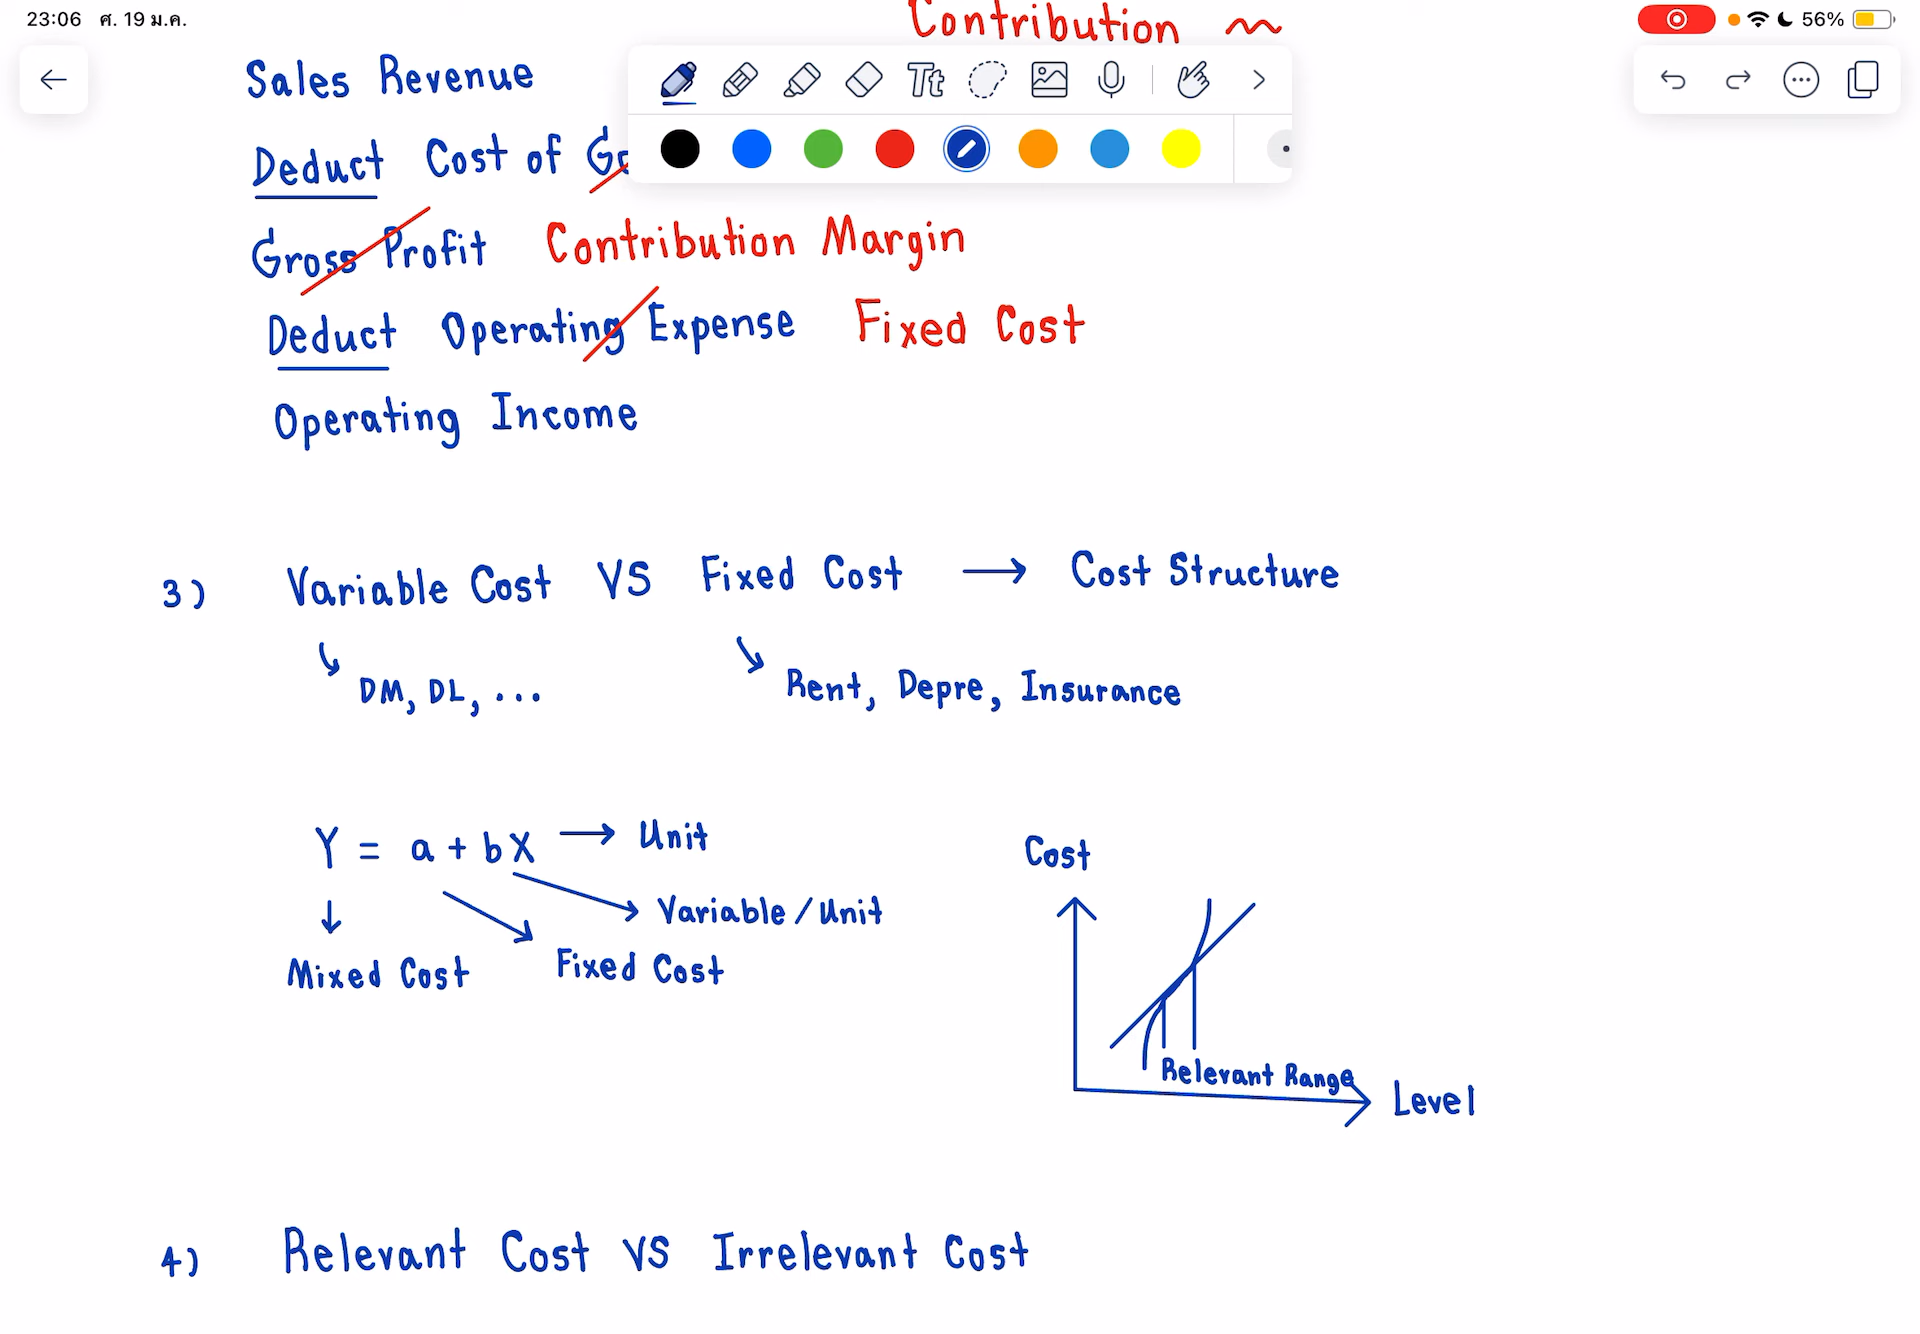 23:06 ศ. 19 ม.ค.
56%
Contribution
Tt
Sales Revenue
Deduct Cost of
Gross Profit Contribution Margin
Deduct Operating Expense Fixed Cost
Operating Income
3) Variable Cost VS Fixed Cost → Cost Structure
DM, DL, ...
Rent, Depre, Insurance
Y = a + bX → Unit
Variable / Unit
Mixed Cost
Fixed Cost
Cost
Relevant Range
Level
4) Relevant Cost VS Irrelevant Cost